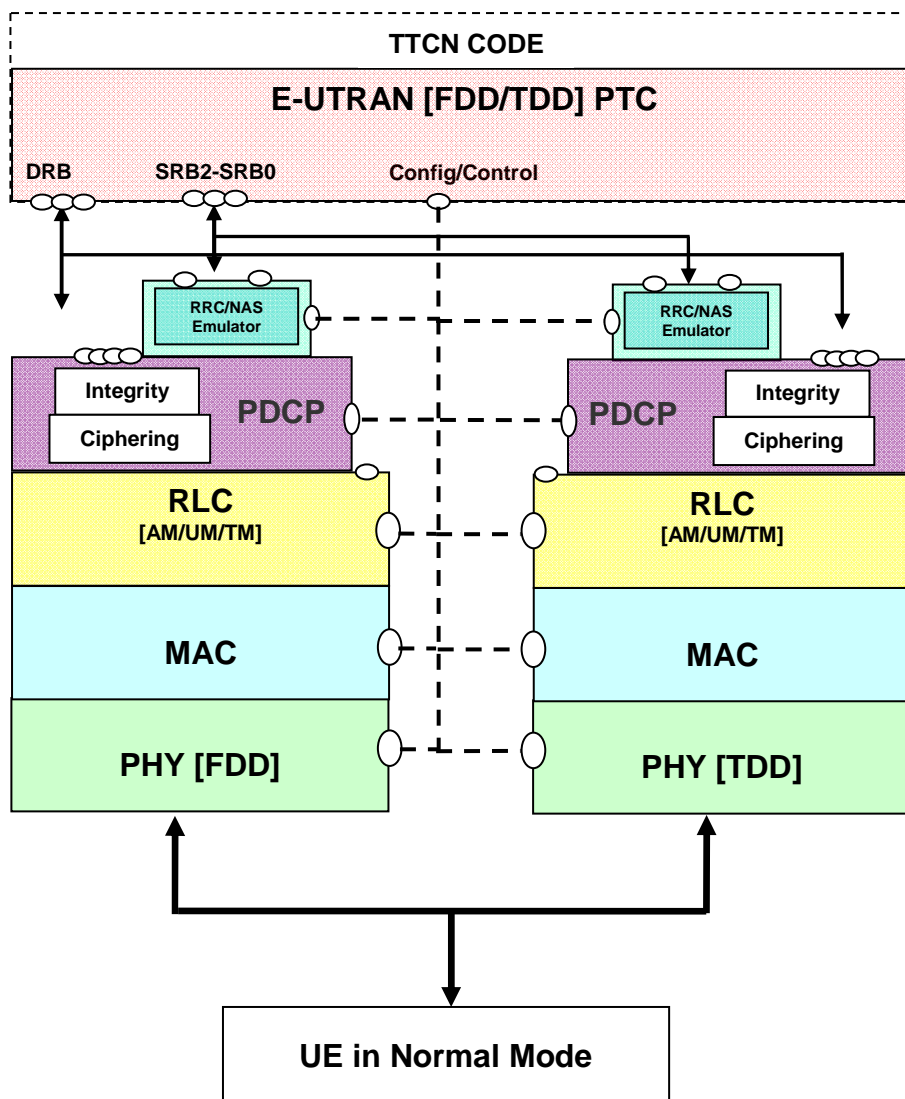 TTCN CODE
E-UTRAN [FDD/TDD] PTC
DRB
SRB2-SRB0
Config/Control
RRC/NAS
Emulator
RRC/NAS
Emulator
Integrity
Ciphering
PDCP
PDCP
Integrity
Ciphering
RLC
[AM/UM/TM]
RLC
[AM/UM/TM]
MAC
MAC
PHY [FDD]
PHY [TDD]
UE in Normal Mode